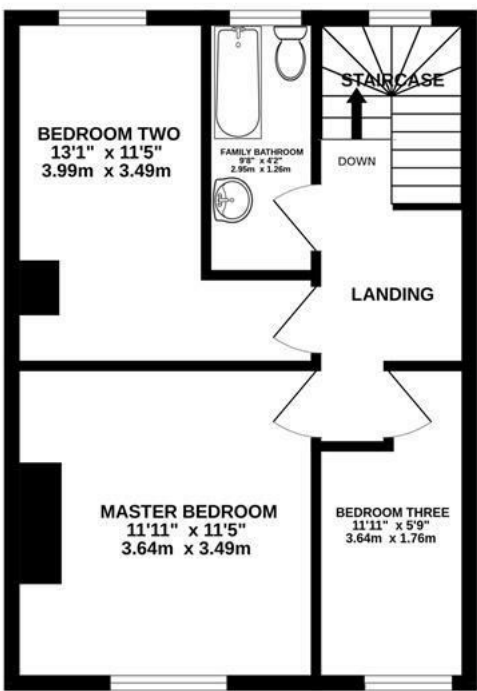 STAIRCASE
BEDROOM TWO
13'1" x 11'5"
3.99m x 3.49m
FAMILY BATHROOM
9'8" x 4'2"
2.95m x 1.26m
DOWN
LANDING
MASTER BEDROOM
11'11" x 11'5"
3.64m x 3.49m
BEDROOM THREE
11'11" x 5'9"
3.64m x 1.76m